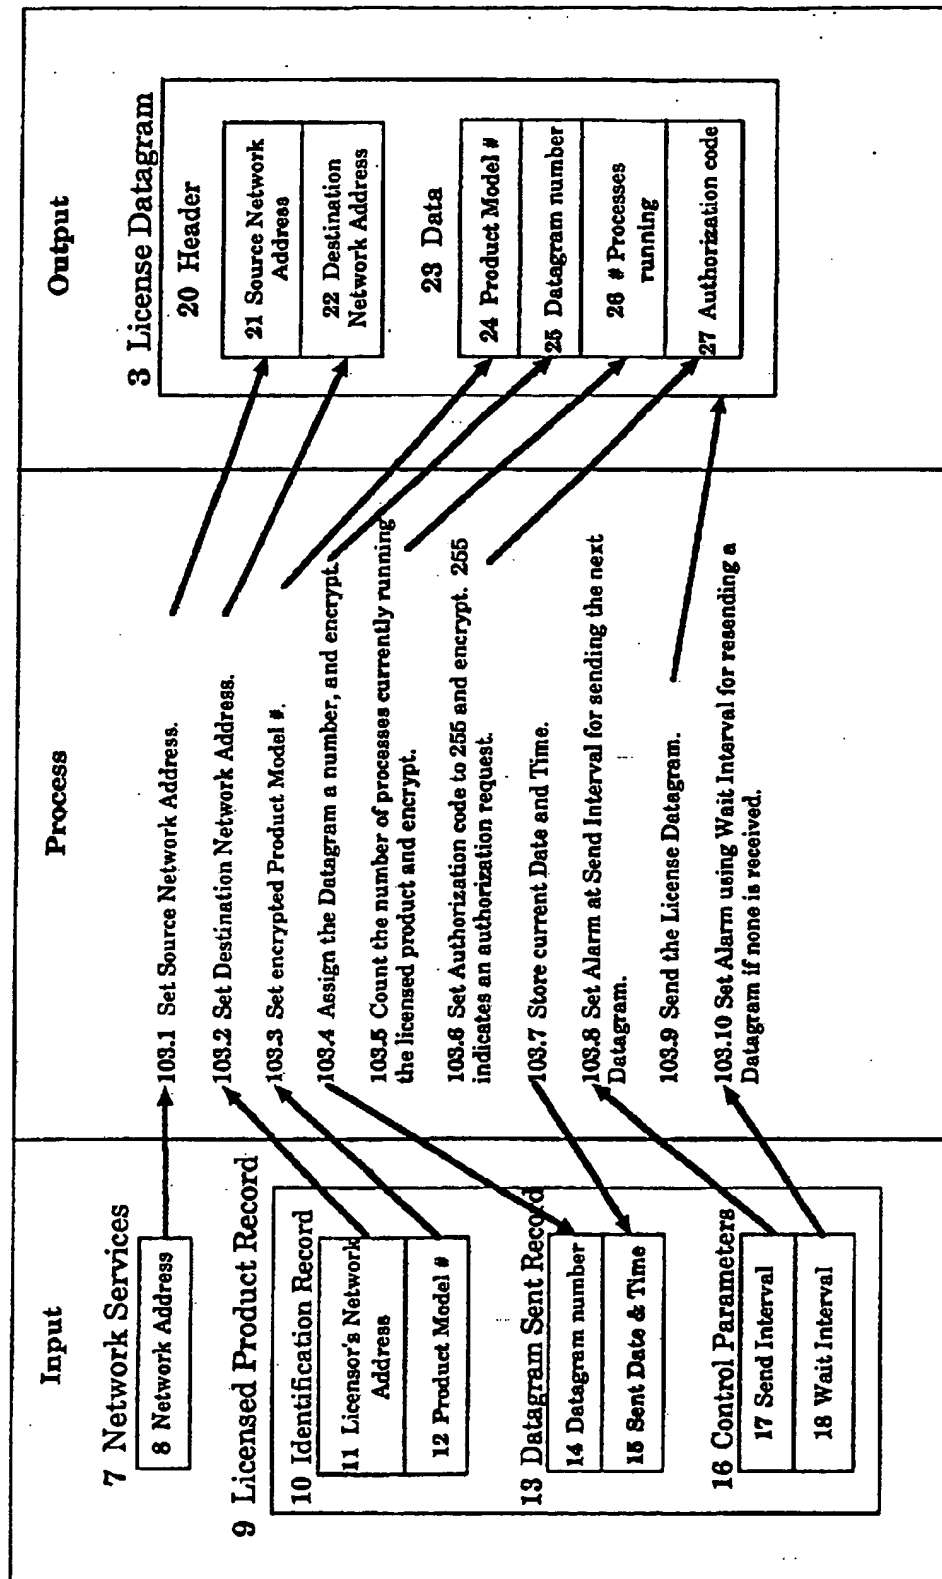 Input
7 Network Services
8 Network Address
9 Licensed Product Record
10 Identification Record
11 Licensor's Network
Address
12 Product Model #
13 Datagram Sent Record
14 Datagram number
15 Sent Date & Time
16 Control Parameters
17 Send Interval
18 Wait Interval
Process
103.1 Set Source Network Address.
103.2 Set Destination Network Address.
103.3 Set encrypted Product Model #.
103.4 Assign the Datagram a number, and encrypt.
103.5 Count the number of processes currently running
the licensed product and encrypt.
103.6 Set Authorization code to 255 and encrypt. 255
indicates an authorization request.
103.7 Store current Date and Time.
103.8 Set Alarm at Send Interval for sending the next
Datagram.
103.9 Send the License Datagram.
103.10 Set Alarm using Wait Interval for resending a
Datagram if none is received.
Output
3 License Datagram
20 Header
21 Source Network
Address
22 Destination
Network Address
23 Data
24 Product Model #
25 Datagram number
26 # Processes
running
27 Authorization code